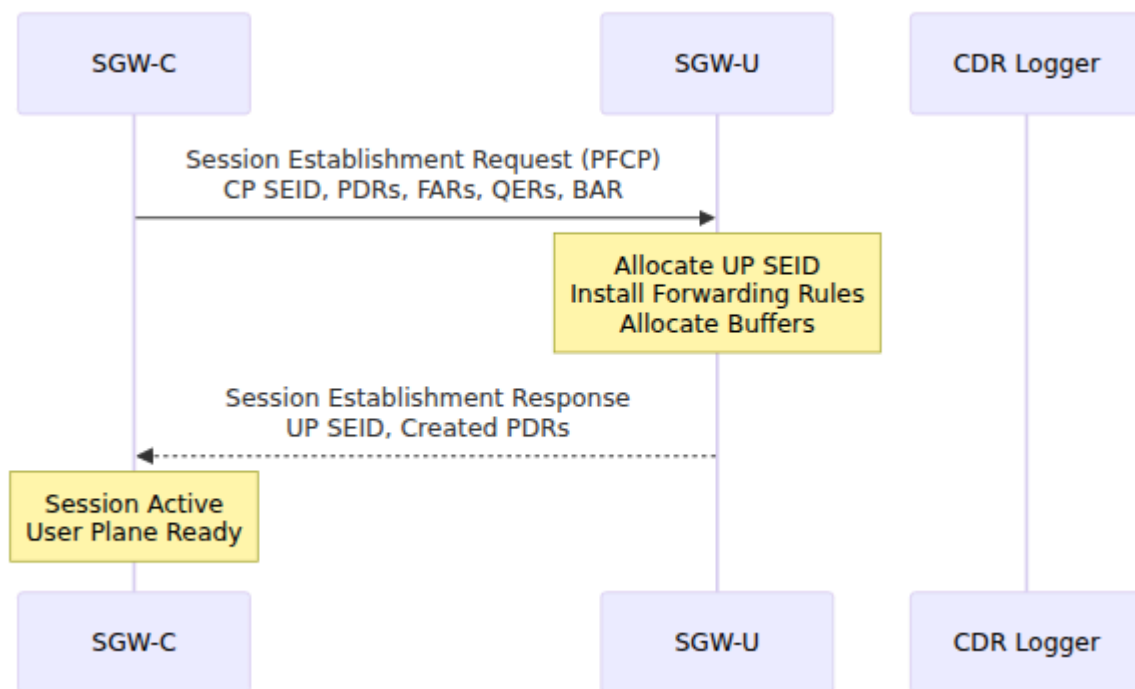 SGW-C
SGW-U
CDR Logger
Session Establishment Request (PFCP)
CP SEID, PDRs, FARs, QERs, BAR
Allocate UP SEID
Install Forwarding Rules
Allocate Buffers
Session Establishment Response
UP SEID, Created PDRs
Session Active
User Plane Ready
SGW-C
SGW-U
CDR Logger